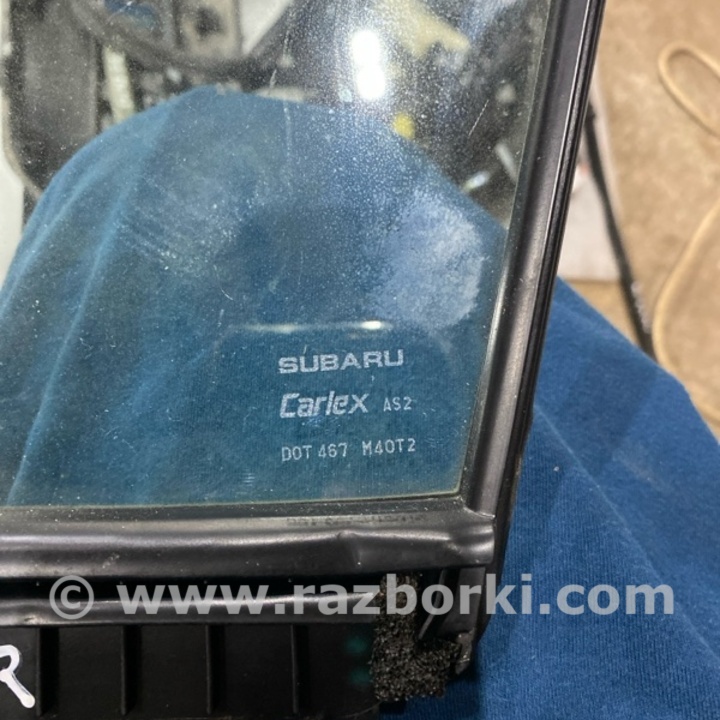 SUBARU
Carlex AS2
DOT 467 M40T2
© www.razborki.com
R